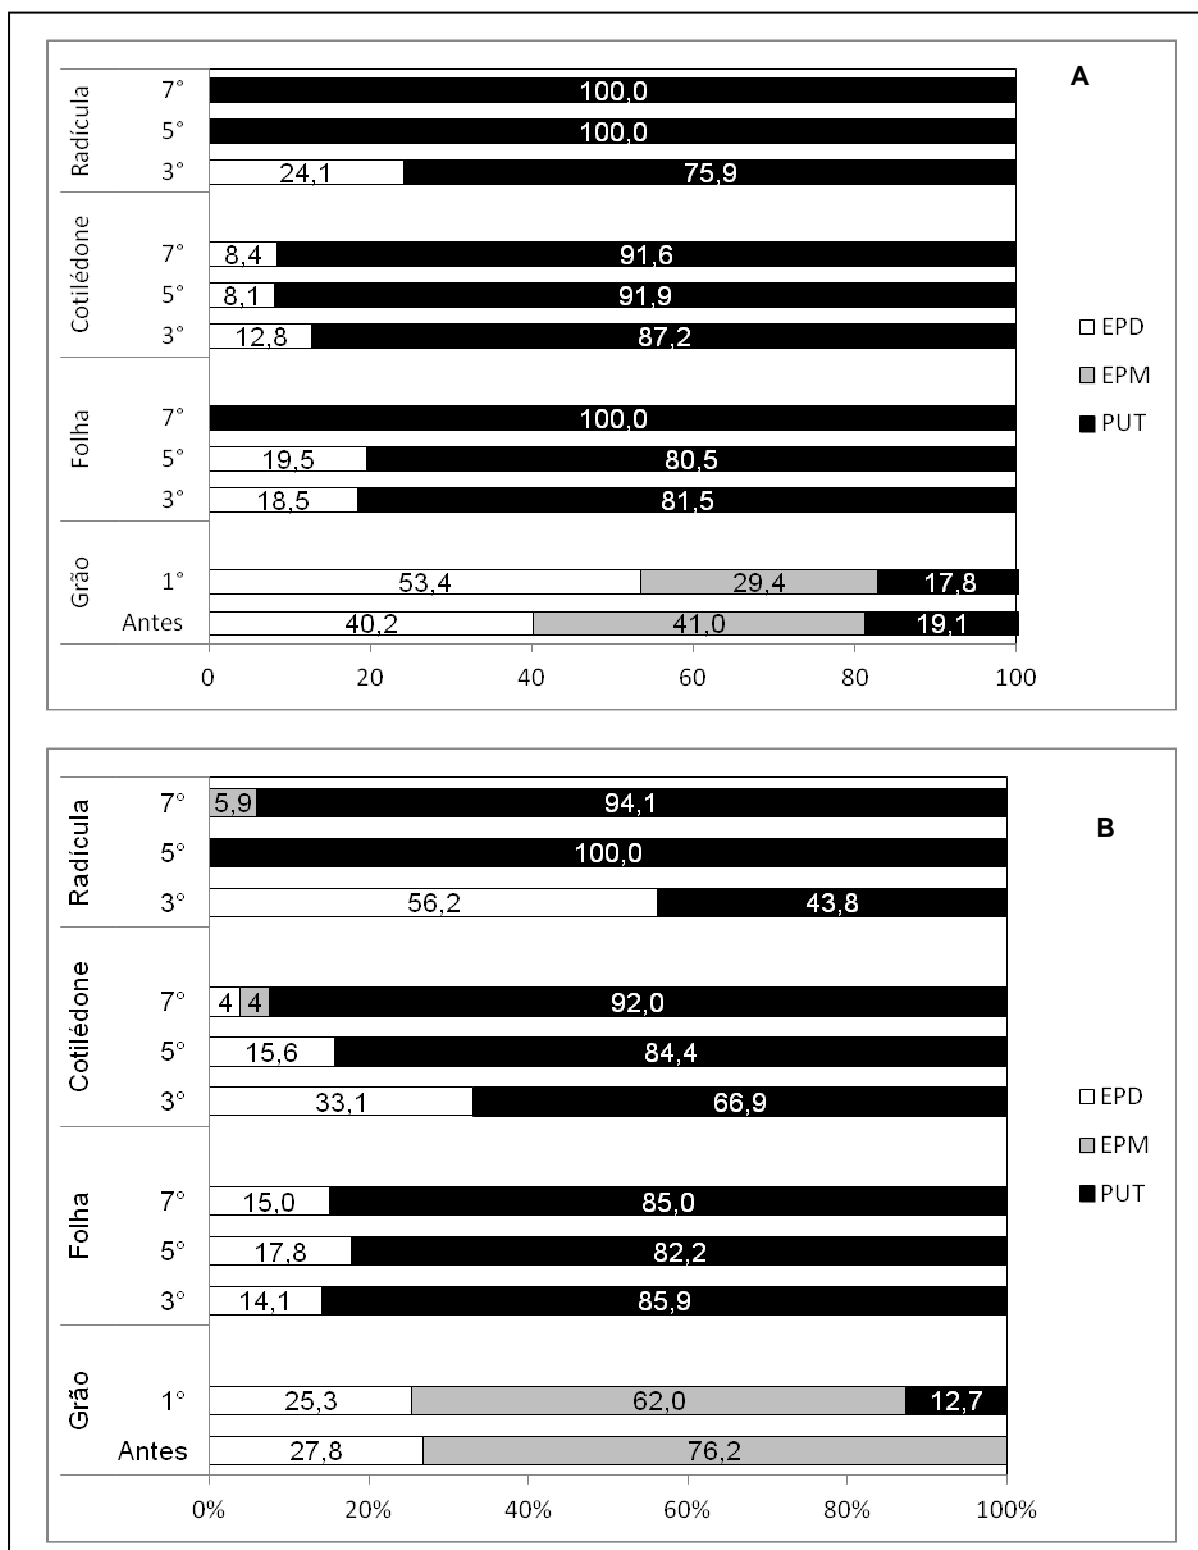 A
Radícula
7° 100,0
5° 100,0
3° 24,1 75,9
Cotilédone
7° 8,4 91,6
5° 8,1 91,9
3° 12,8 87,2
Folha
7° 100,0
5° 19,5 80,5
3° 18,5 81,5
Grão
1° 53,4 29,4 17,8
Antes 40,2 41,0 19,1
0 20 40 60 80 100
EPD
EPM
PUT
B
Radícula
7° 5,9 94,1
5° 100,0
3° 56,2 43,8
Cotilédone
7° 4 4 92,0
5° 15,6 84,4
3° 33,1 66,9
Folha
7° 15,0 85,0
5° 17,8 82,2
3° 14,1 85,9
Grão
1° 25,3 62,0 12,7
Antes 27,8 76,2
0% 20% 40% 60% 80% 100%
EPD
EPM
PUT